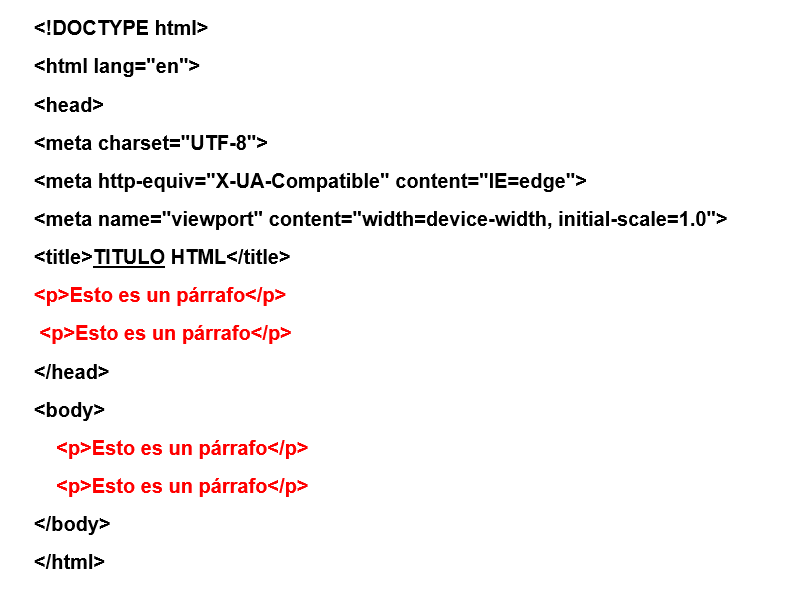 <!DOCTYPE html>
<html lang="en">
<head>
<meta charset="UTF-8">
<meta http-equiv="X-UA-Compatible" content="IE=edge">
<meta name="viewport" content="width=device-width, initial-scale=1.0">
<title>TITULO HTML</title>
<p>Esto es un párrafo</p>
<p>Esto es un párrafo</p>
</head>
<body>
<p>Esto es un párrafo</p>
<p>Esto es un párrafo</p>
</body>
</html>